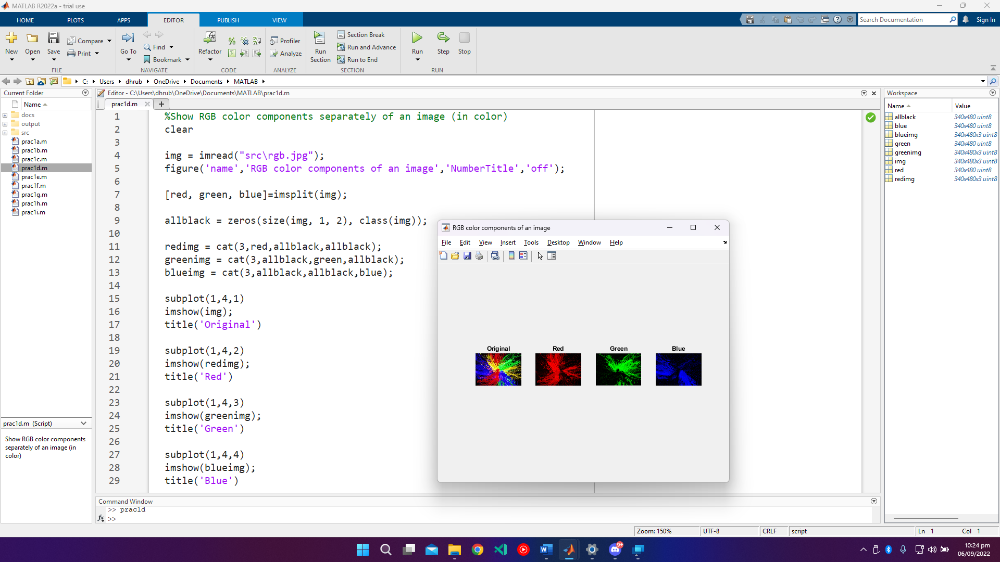 MATLAB R2022a - trial use
HOME PLOTS APPS EDITOR PUBLISH VIEW
Search Documentation
Sign In
New
Open
Save
Compare
Print
FILE
Go To
Find
Bookmark
NAVIGATE
Refactor
CODE
Profiler
Analyze
ANALYZE
Run Section
Section Break
Run and Advance
Run to End
SECTION
Run
Step
Stop
RUN
C: Users dhrub OneDrive Documents MATLAB
Current Folder
Name
docs
output
src
prac1a.m
prac1b.m
prac1c.m
prac1d.m
prac1e.m
prac1f.m
prac1g.m
prac1h.m
prac1i.m
prac1d.m (Script)
Show RGB color components
separately of an image (in
color)
Editor - C:\Users\dhrub\OneDrive\Documents\MATLAB\prac1d.m
prac1d.m
1 %Show RGB color components separately of an image (in color)
2 clear
3
4 img = imread("src\rgb.jpg");
5 figure('name','RGB color components of an image','NumberTitle','off');
6
7 [red, green, blue]=imsplit(img);
8
9 allblack = zeros(size(img, 1, 2), class(img));
10
11 redimg = cat(3,red,allblack,allblack);
12 greenimg = cat(3,allblack,green,allblack);
13 blueimg = cat(3,allblack,allblack,blue);
14
15 subplot(1,4,1)
16 imshow(img);
17 title('Original')
18
19 subplot(1,4,2)
20 imshow(redimg);
21 title('Red')
22
23 subplot(1,4,3)
24 imshow(greenimg);
25 title('Green')
26
27 subplot(1,4,4)
28 imshow(blueimg);
29 title('Blue')
RGB color components of an image
File Edit View Insert Tools Desktop Window Help
Original Red Green Blue
Command Window
>> prac1d
fx >>
Workspace
Name Value
allblack 340x480 uint8
blue 340x480 uint8
blueimg 340x480x3 uint8
green 340x480 uint8
greenimg 340x480x3 uint8
img 340x480x3 uint8
red 340x480 uint8
redimg 340x480x3 uint8
Zoom: 150% UTF-8 CRLF script Ln 1 Col 1
9+
10:24 pm
06/09/2022